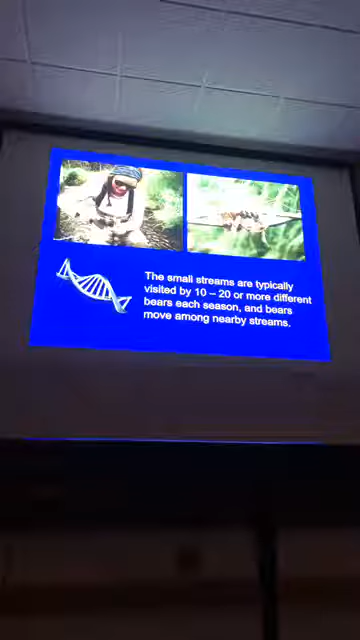 The small streams are typically
visited by 10 – 20 or more different
bears each season, and bears
move among nearby streams.